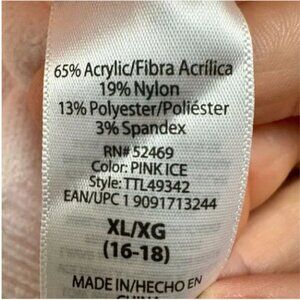 65% Acrylic/Fibra Acrílica
19% Nylon
13% Polyester/Poliéster
3% Spandex
RN# 52469
Color: PINK ICE
Style: TTL49342
EAN/UPC 1 9091713244
XL/XG
(16-18)
MADE IN/HECHO EN
CHINA